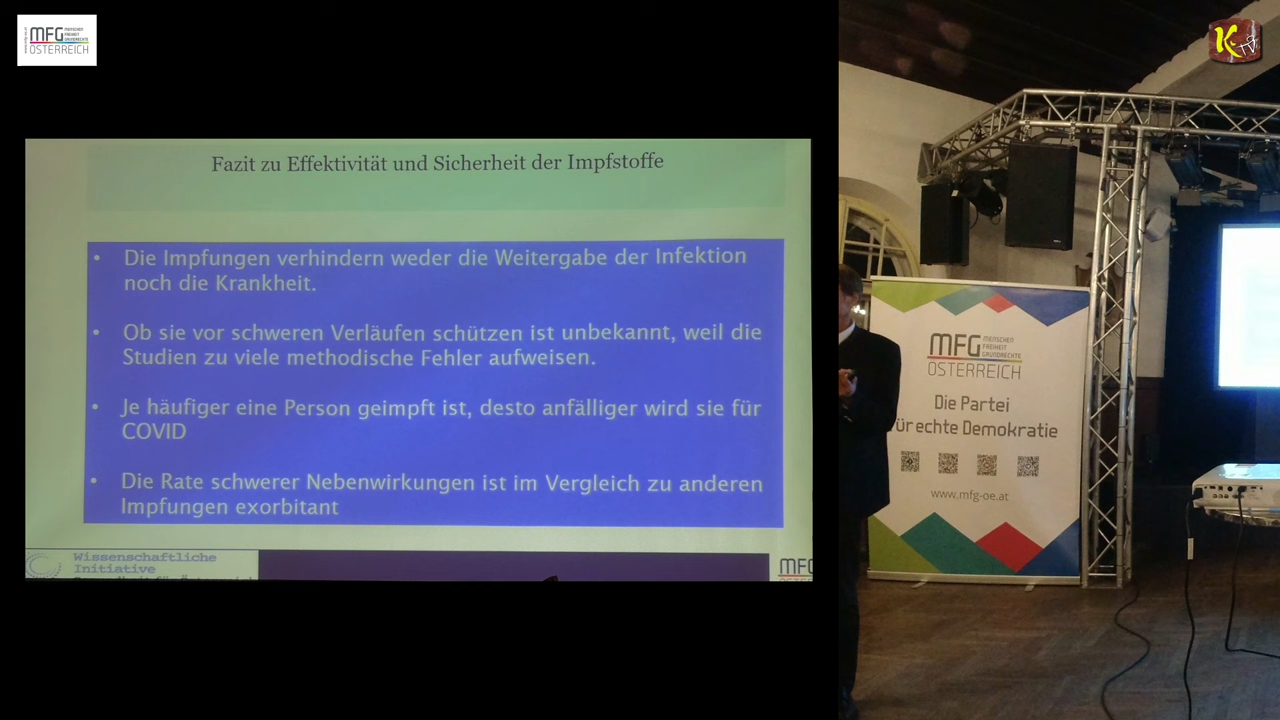 MFG
MENSCHEN
FREIHEIT
GRUNDRECHTE
ÖSTERREICH
Fazit zu Effektivität und Sicherheit der Impfstoffe
• Die Impfungen verhindern weder die Weitergabe der Infektion
noch die Krankheit.
• Ob sie vor schweren Verläufen schützen ist unbekannt, weil die
Studien zu viele methodische Fehler aufweisen.
• Je häufiger eine Person geimpft ist, desto anfälliger wird sie für
COVID
• Die Rate schwerer Nebenwirkungen ist im Vergleich zu anderen
Impfungen exorbitant
Wissenschaftliche
Initiative
MFG
K TV
MFG
MENSCHEN
FREIHEIT
GRUNDRECHTE
ÖSTERREICH
Die Partei
für echte Demokratie
www.mfg-oe.at